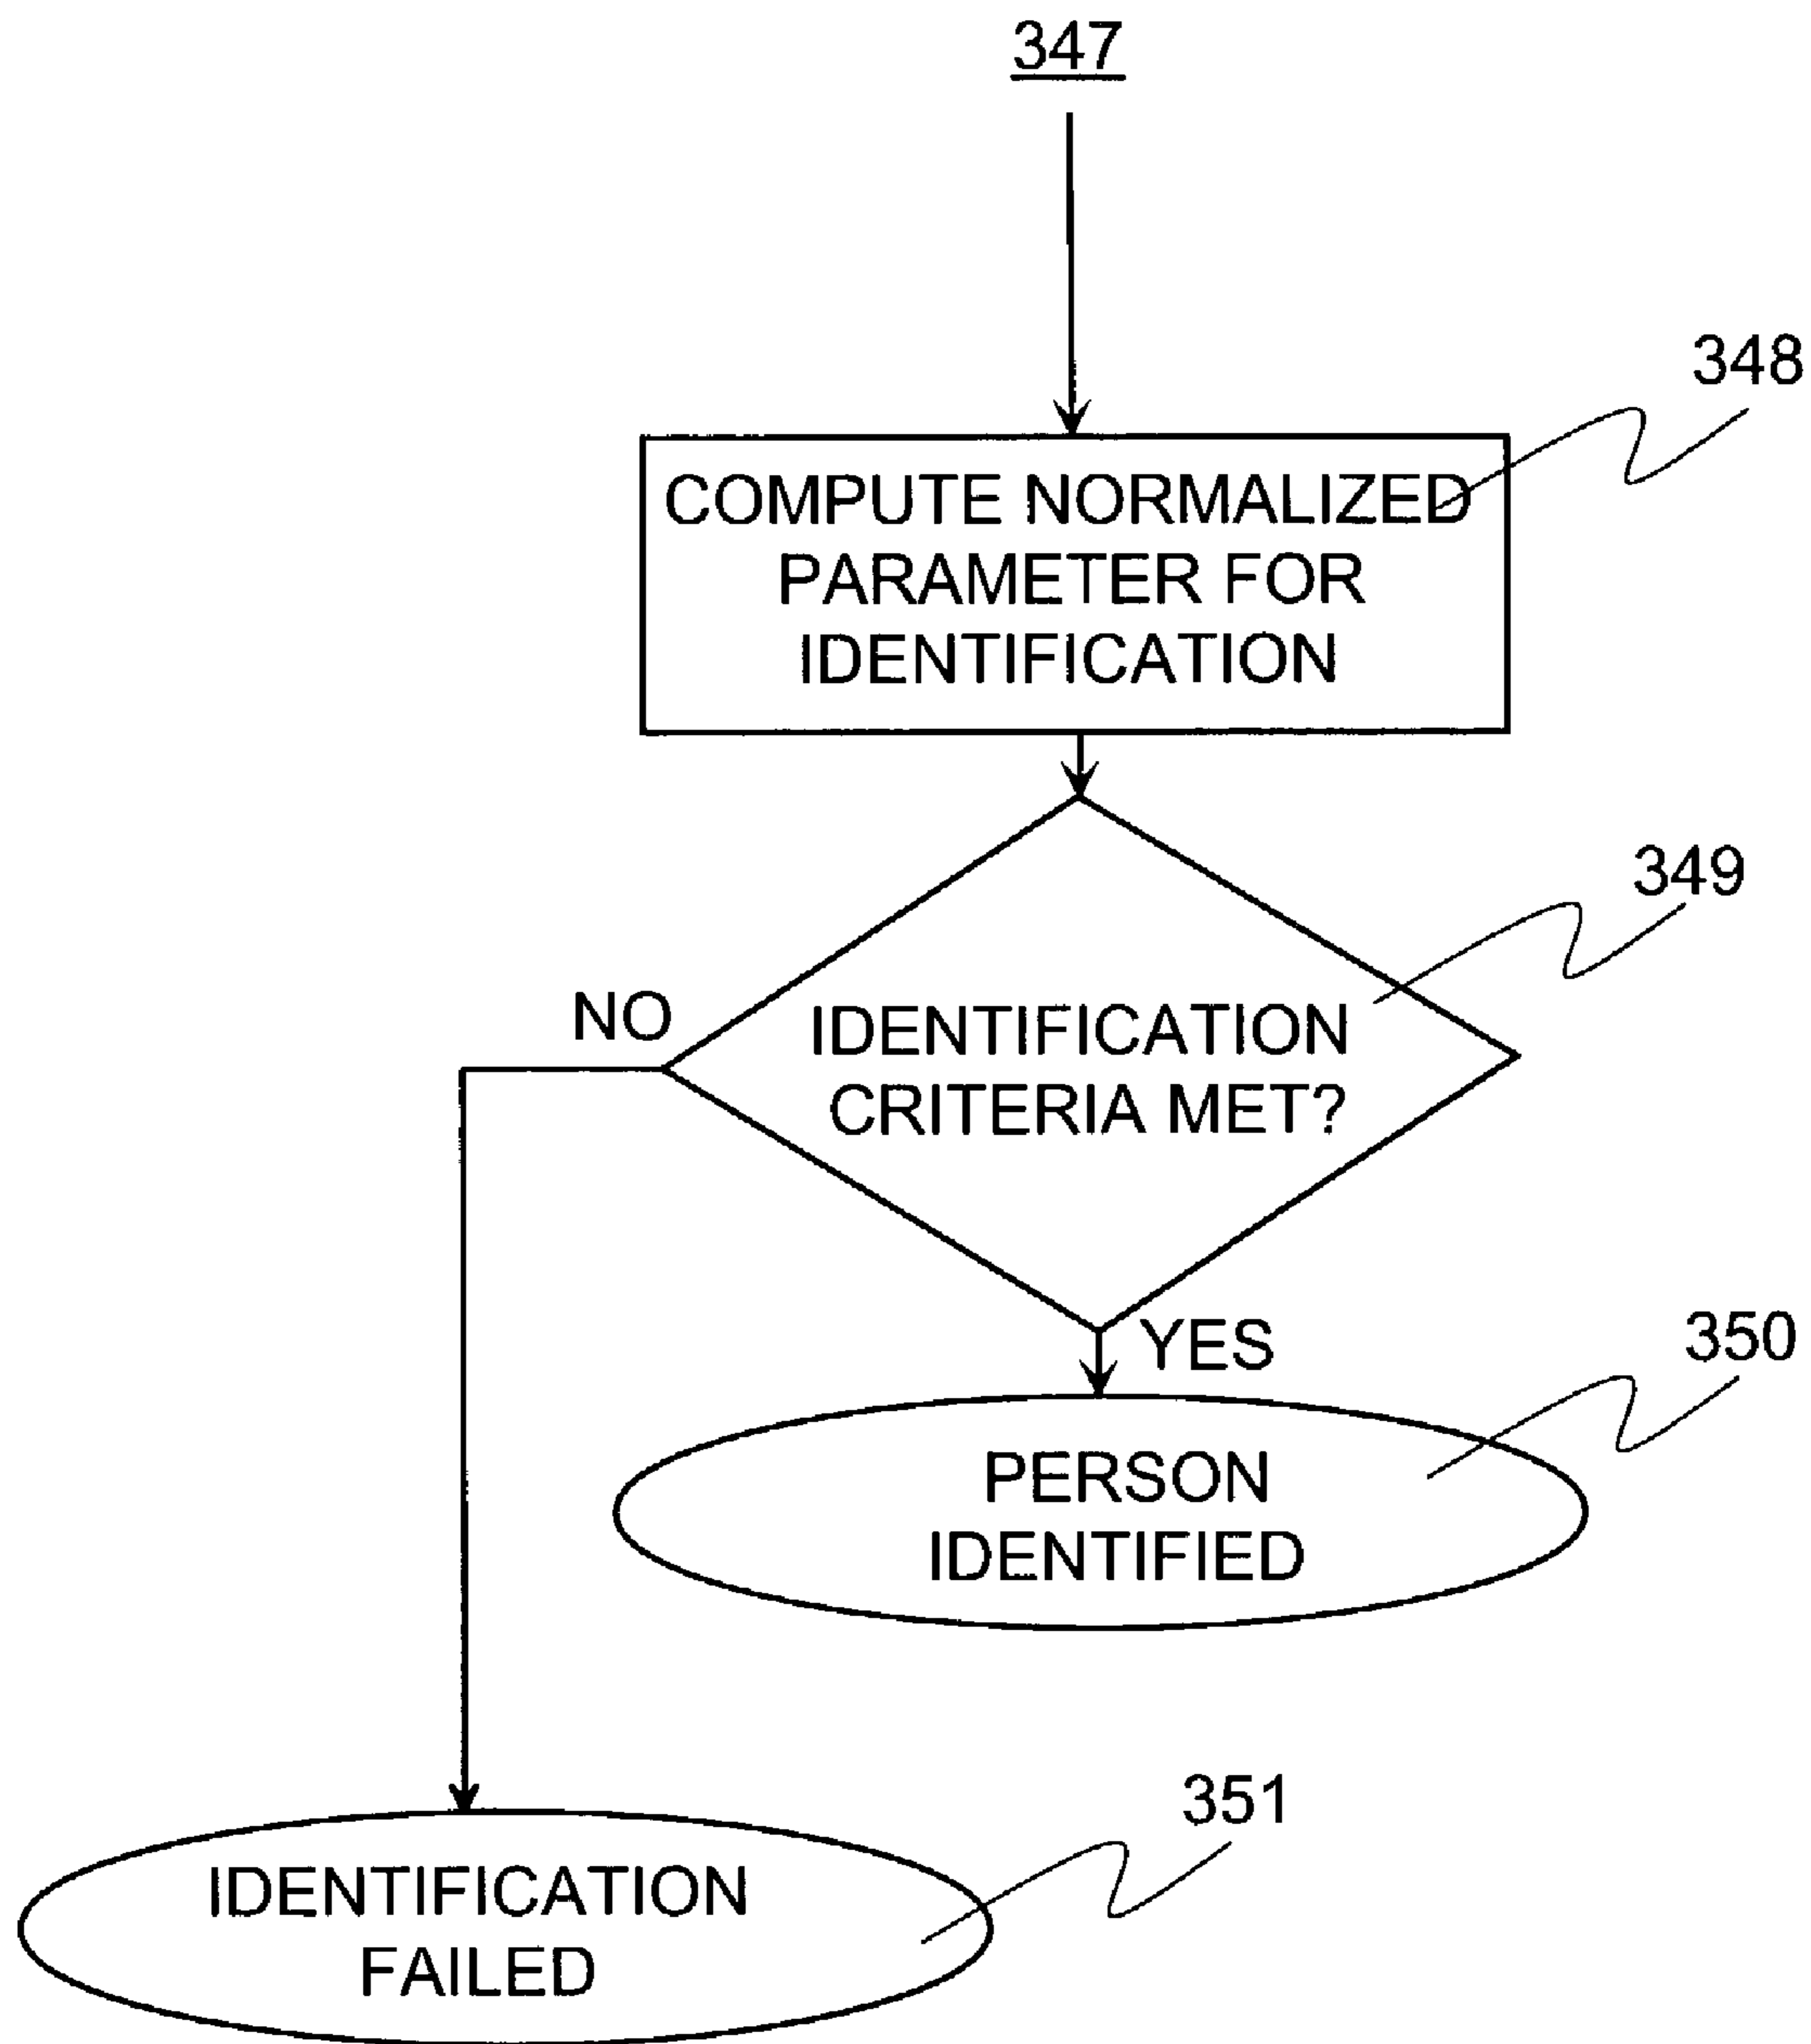 347
348
COMPUTE NORMALIZED
PARAMETER FOR
IDENTIFICATION
349
NO
IDENTIFICATION
CRITERIA MET?
YES
350
PERSON
IDENTIFIED
351
IDENTIFICATION
FAILED